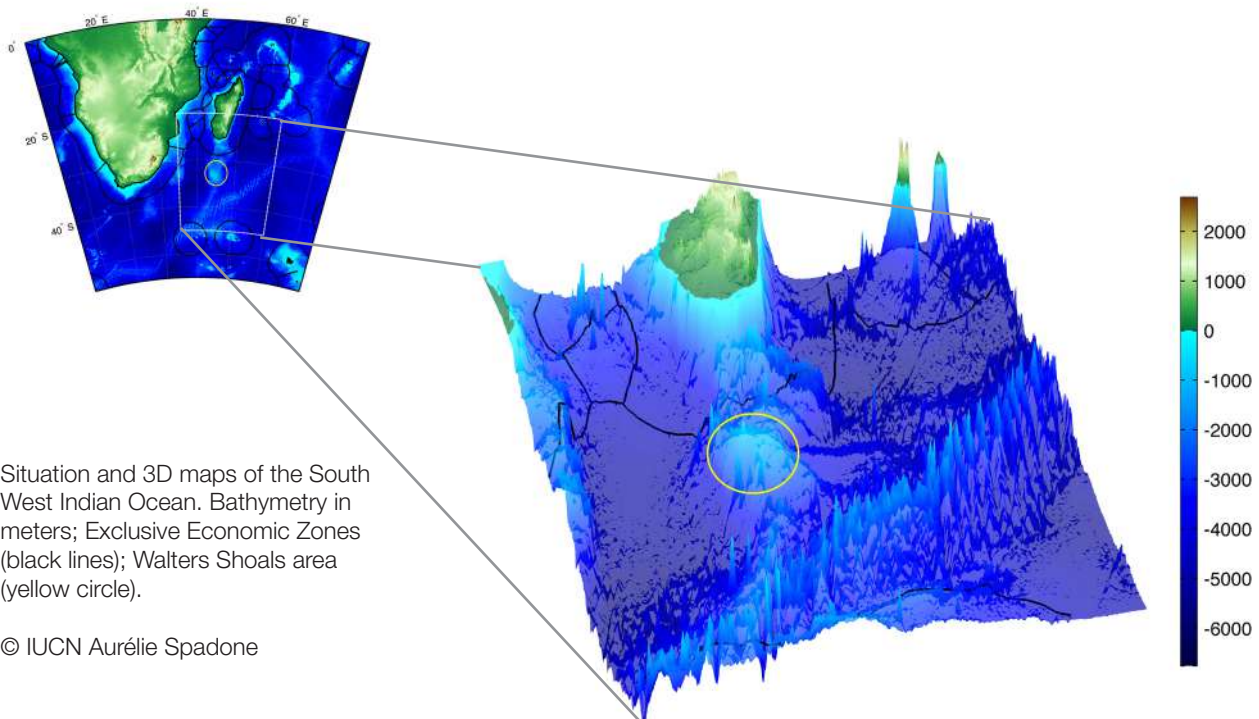 20° E
40° E
60° E
0°
20° S
40° S
2000
1000
0
-1000
-2000
-3000
-4000
-5000
-6000
Situation and 3D maps of the South
West Indian Ocean. Bathymetry in
meters; Exclusive Economic Zones
(black lines); Walters Shoals area
(yellow circle).
© IUCN Aurélie Spadone